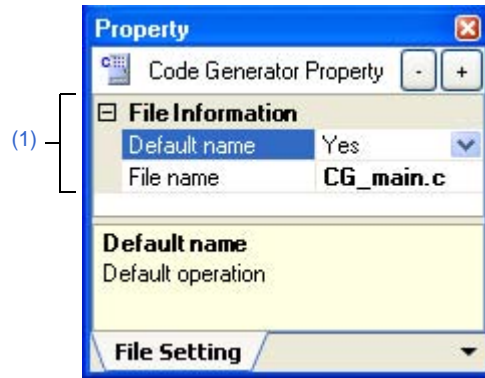 Property
Code Generator Property - +
(1)
File Information
Default name Yes
File name CG_main.c
Default name
Default operation
File Setting